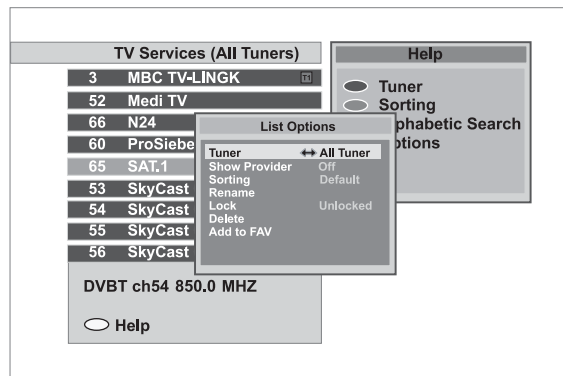 TV Services (All Tuners)
3 MBC TV-LINGK T1
52 Medi TV
66 N24
60 ProSiebe
65 SAT.1
53 SkyCast
54 SkyCast
55 SkyCast
56 SkyCast
DVBT ch54 850.0 MHZ
Help
Help
Tuner
Sorting
phabetic Search
ptions
List Options
Tuner All Tuner
Show Provider Off
Sorting Default
Rename
Lock Unlocked
Delete
Add to FAV